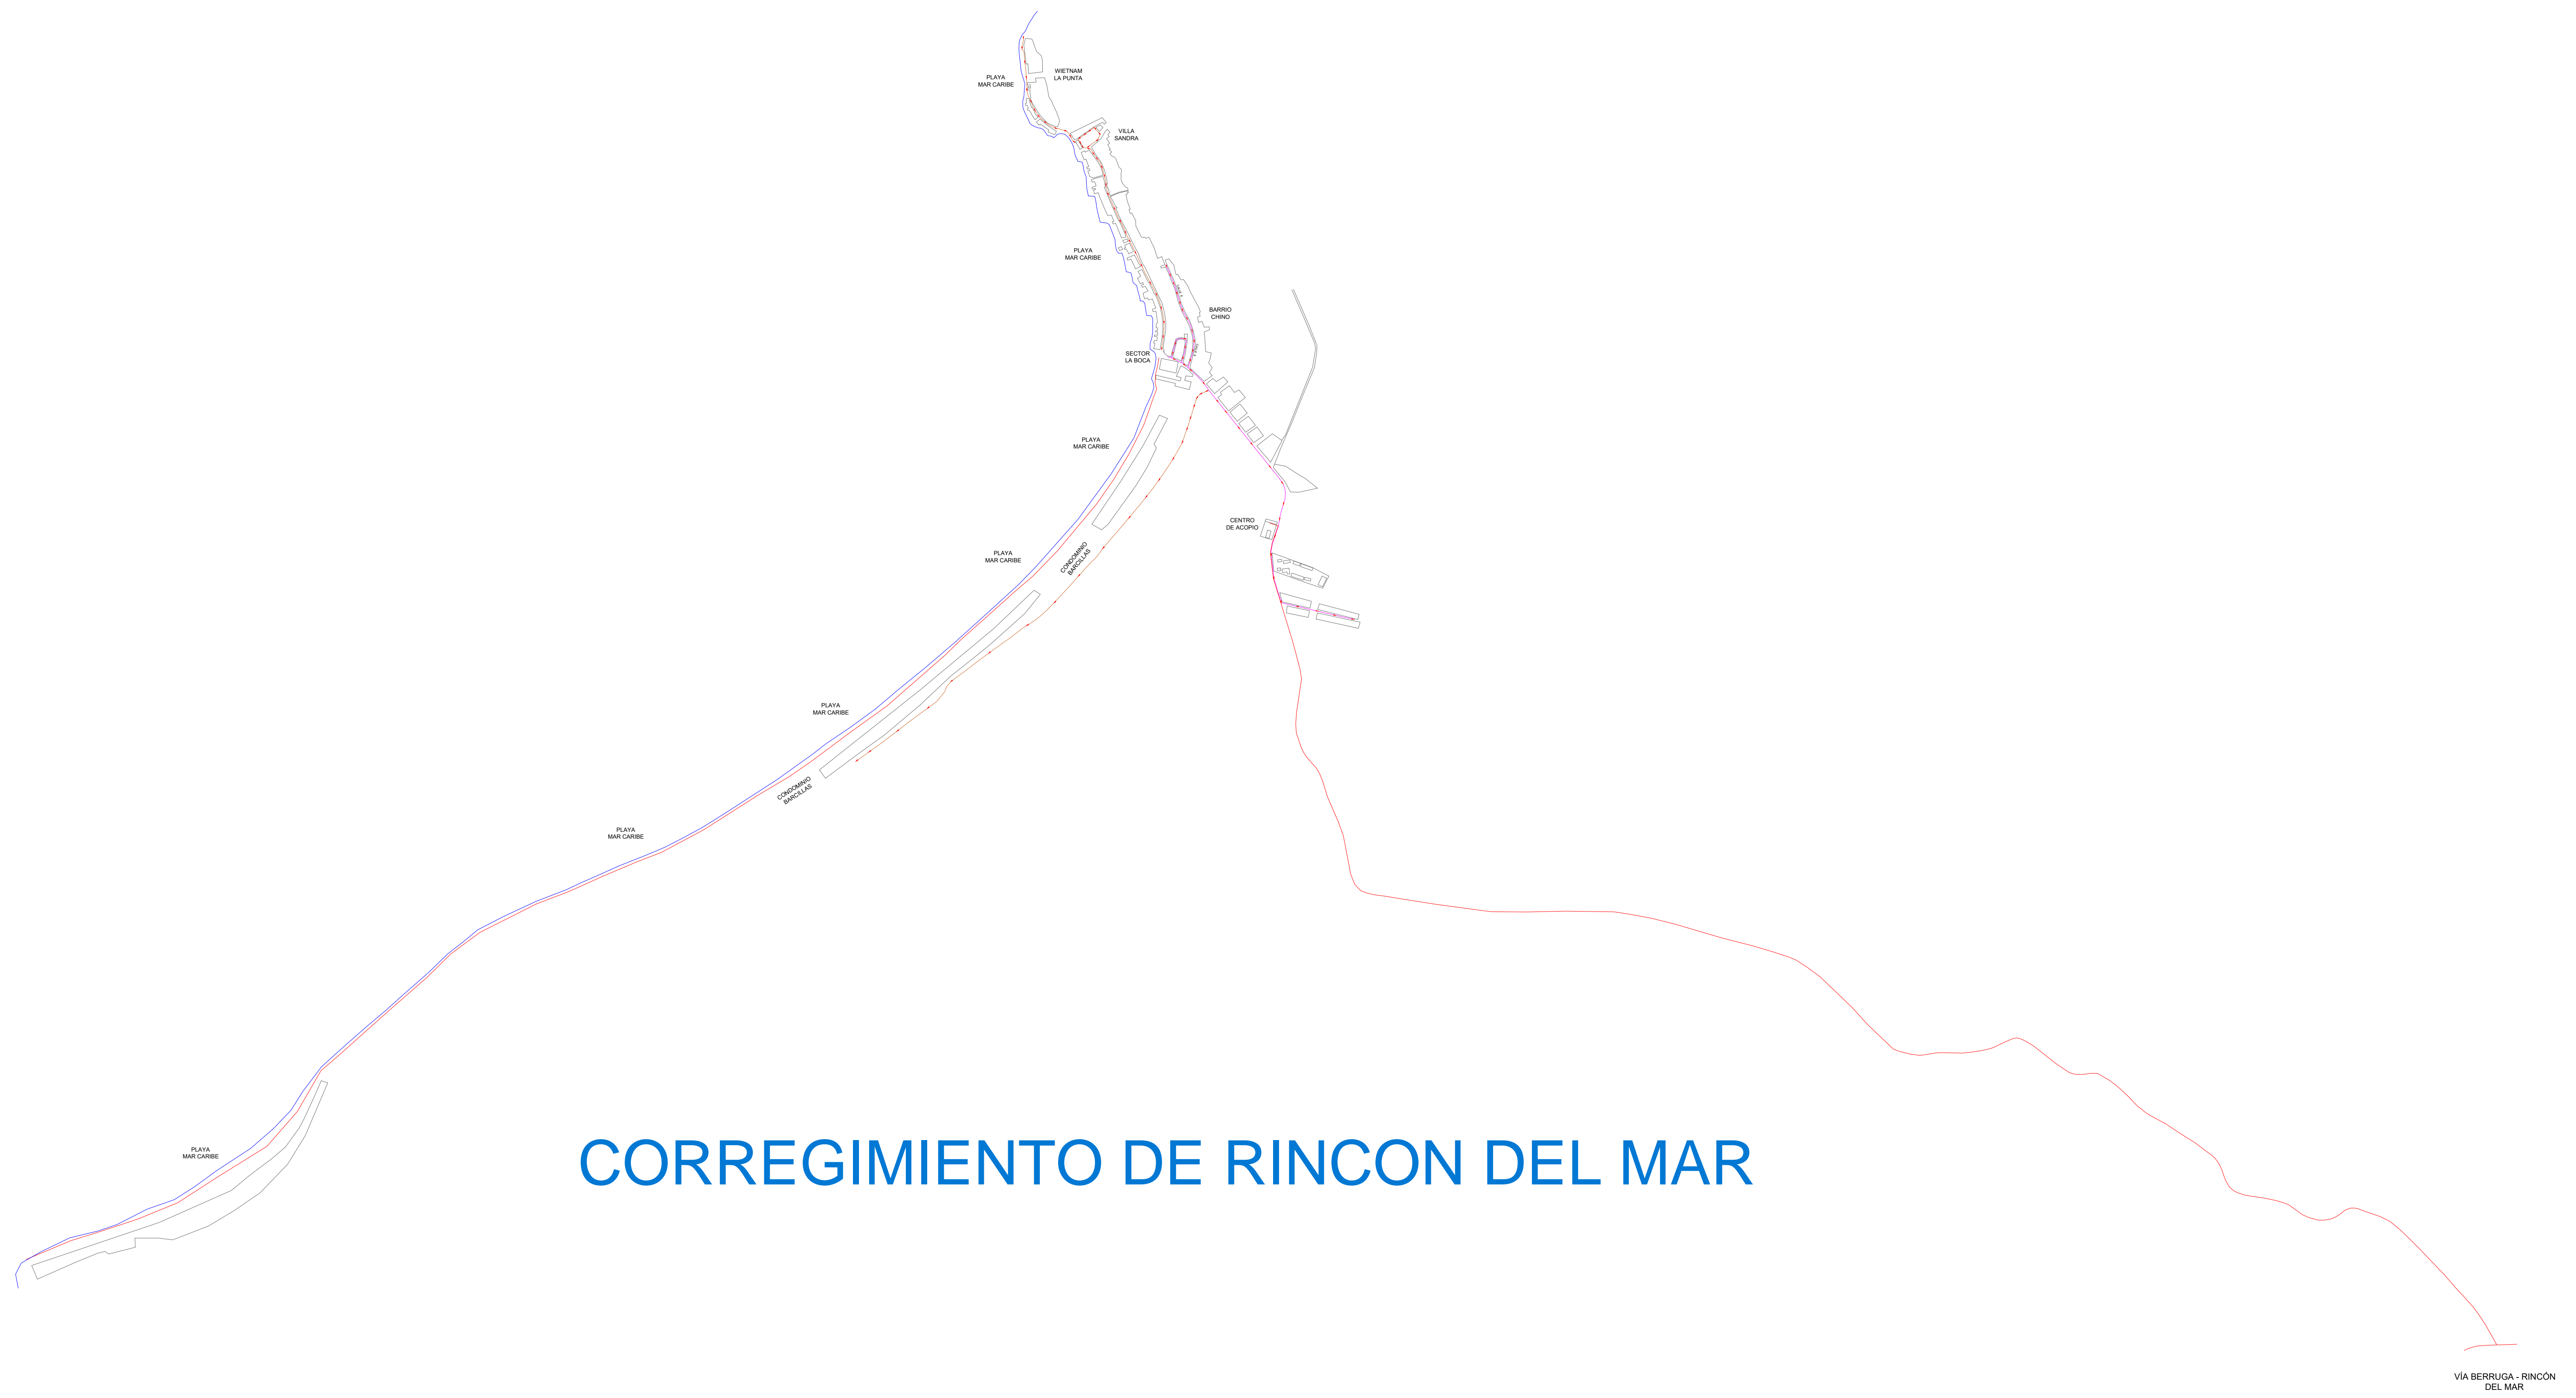 WIETNAM
LA PUNTA
PLAYA
MAR CARIBE
VILLA
SANDRA
PLAYA
MAR CARIBE
BARRIO
CHINO
SECTOR
LA BOCA
PLAYA
MAR CARIBE
CENTRO
DE ACOPIO
PLAYA
MAR CARIBE
CONDOMINIO
BARCILLAS
PLAYA
MAR CARIBE
CONDOMINIO
BARCILLAS
PLAYA
MAR CARIBE
PLAYA
MAR CARIBE
CORREGIMIENTO DE RINCON DEL MAR
VÍA BERRUGA - RINCÓN
DEL MAR